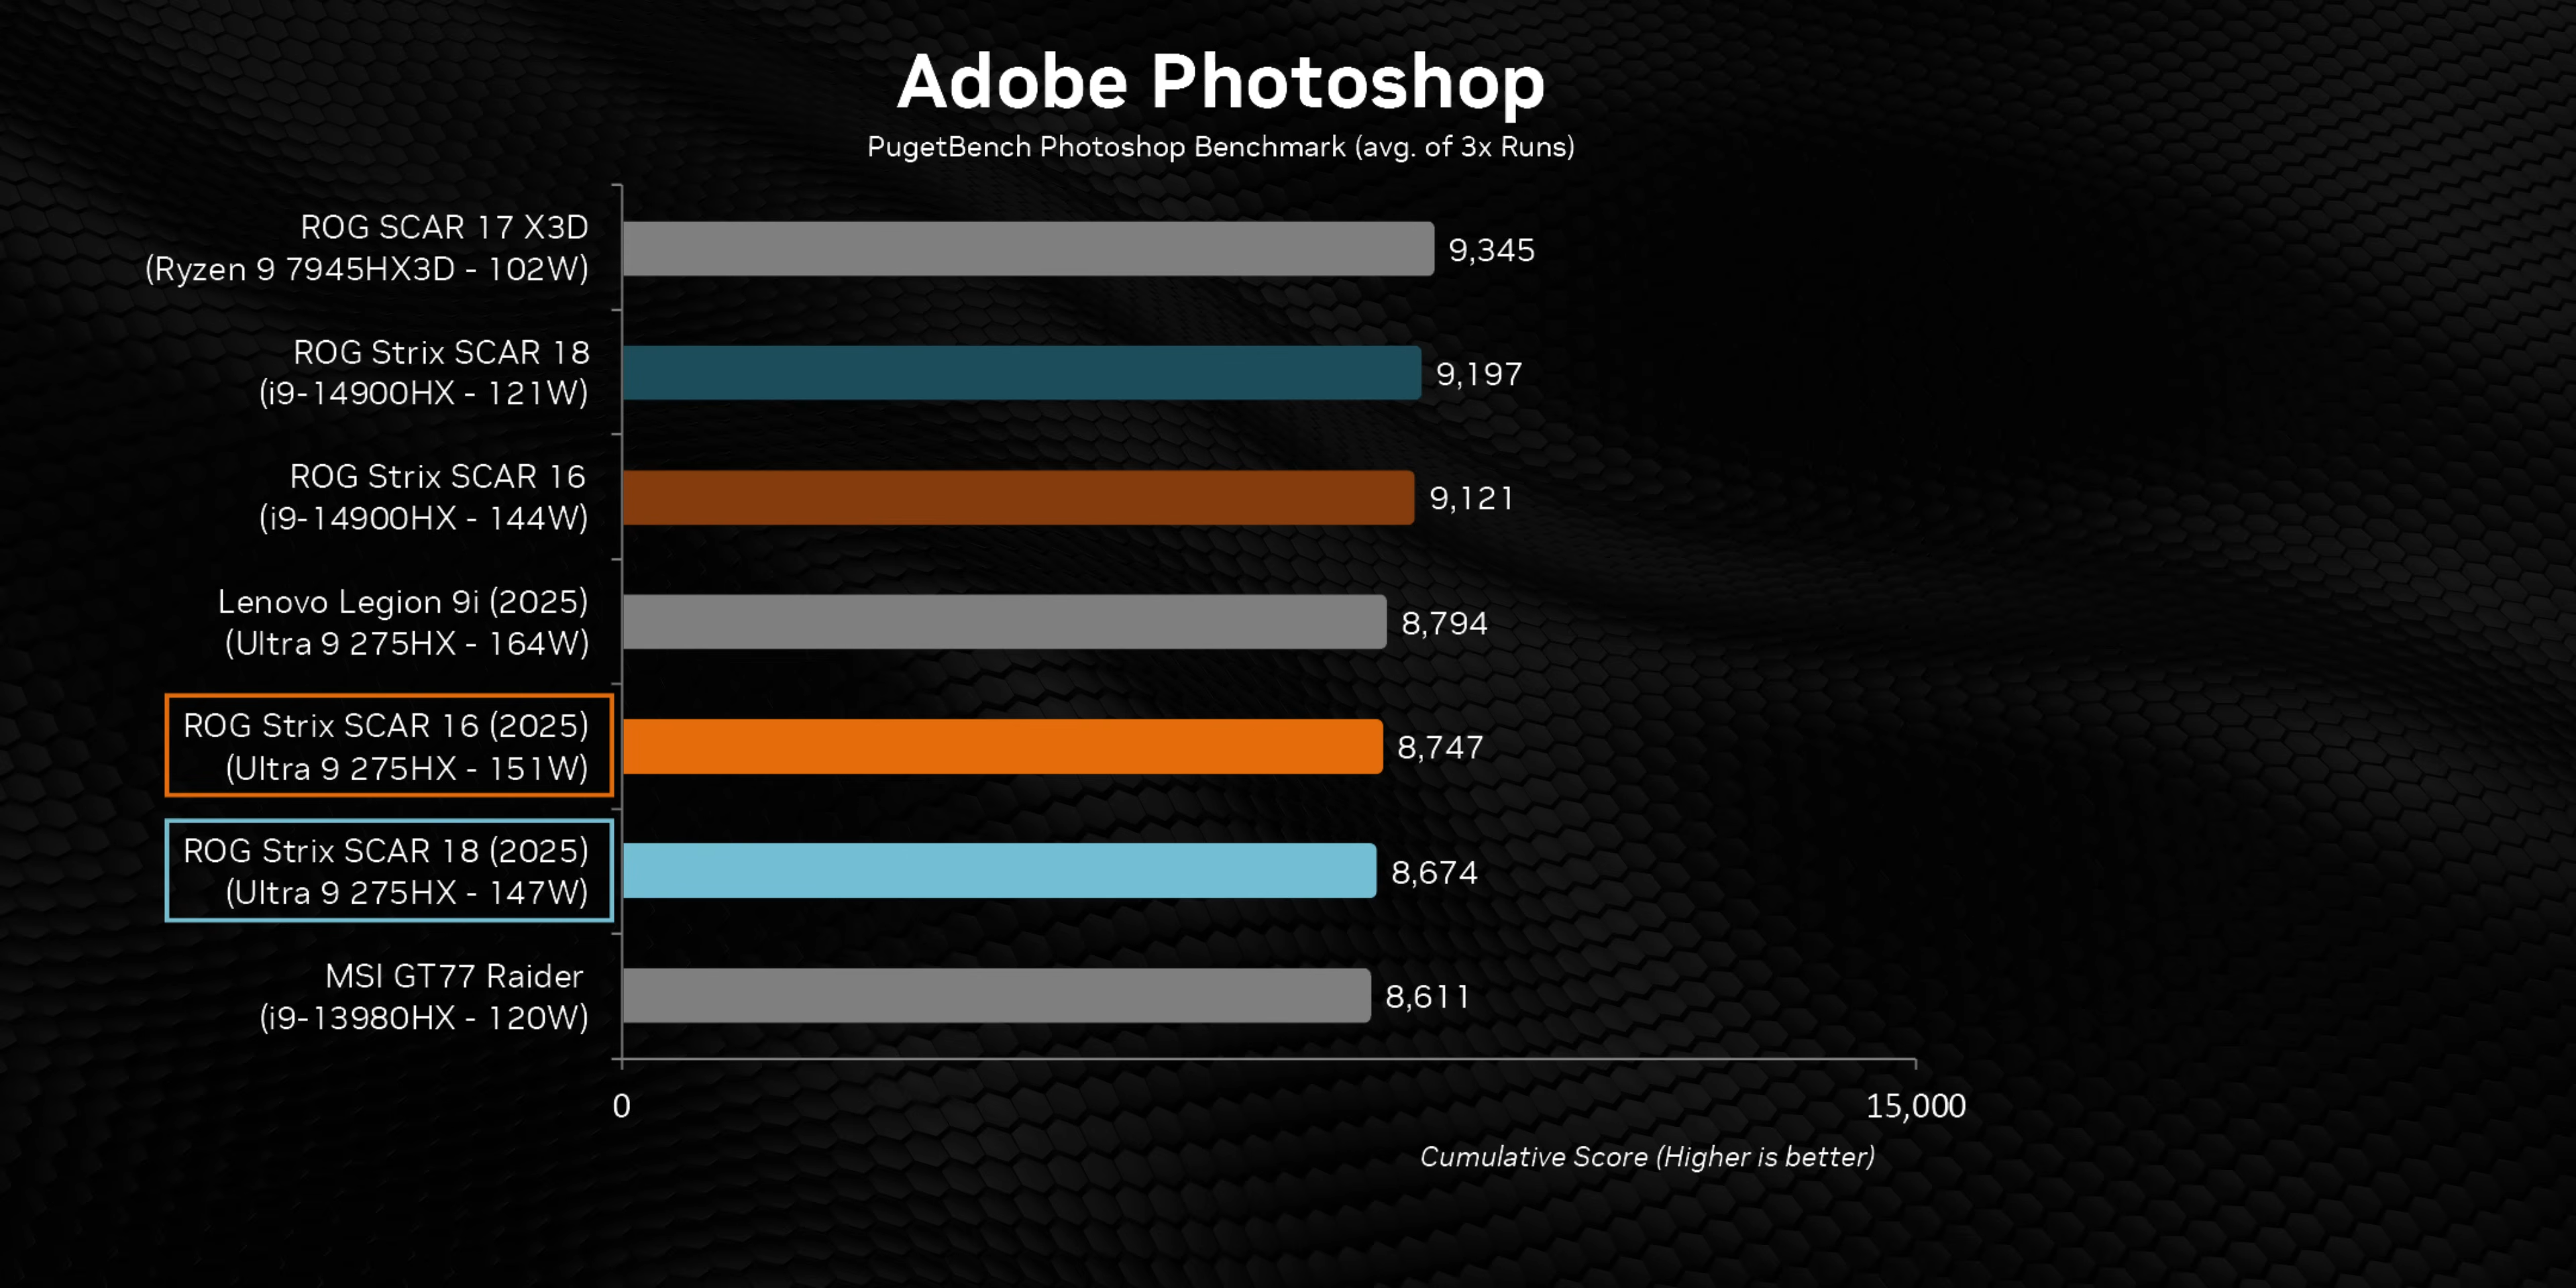 Adobe Photoshop
PugetBench Photoshop Benchmark (avg. of 3x Runs)
ROG SCAR 17 X3D
(Ryzen 9 7945HX3D - 102W)
9,345
ROG Strix SCAR 18
(i9-14900HX - 121W)
9,197
ROG Strix SCAR 16
(i9-14900HX - 144W)
9,121
Lenovo Legion 9i (2025)
(Ultra 9 275HX - 164W)
8,794
ROG Strix SCAR 16 (2025)
(Ultra 9 275HX - 151W)
8,747
ROG Strix SCAR 18 (2025)
(Ultra 9 275HX - 147W)
8,674
MSI GT77 Raider
(i9-13980HX - 120W)
8,611
0
15,000
Cumulative Score (Higher is better)